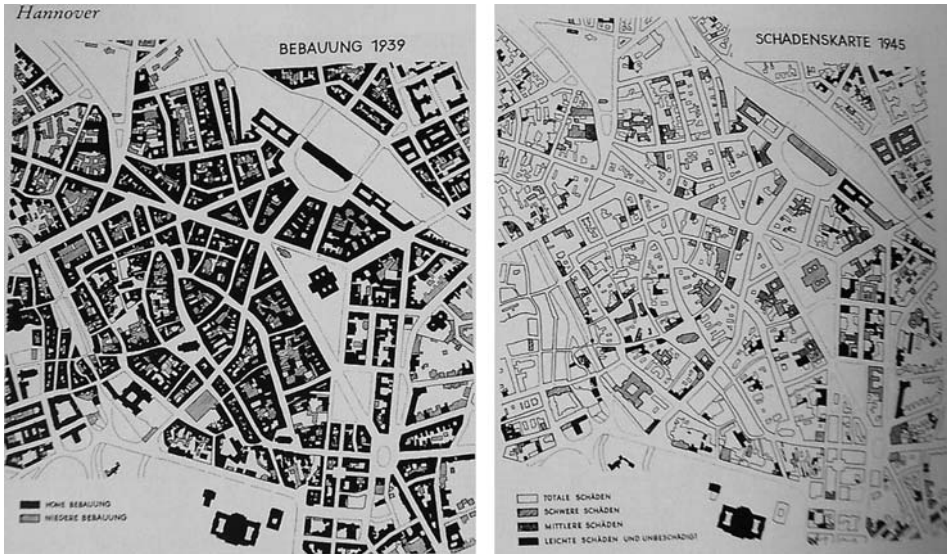 Hannover
BEBAUUNG 1939
HOHE BEBAUUNG
NIEDERE BEBAUUNG
SCHADENSKARTE 1945
TOTALE SCHÄDEN
SCHWERE SCHÄDEN
MITTLERE SCHÄDEN
LEICHTE SCHÄDEN UND UNBESCHÄDIGT